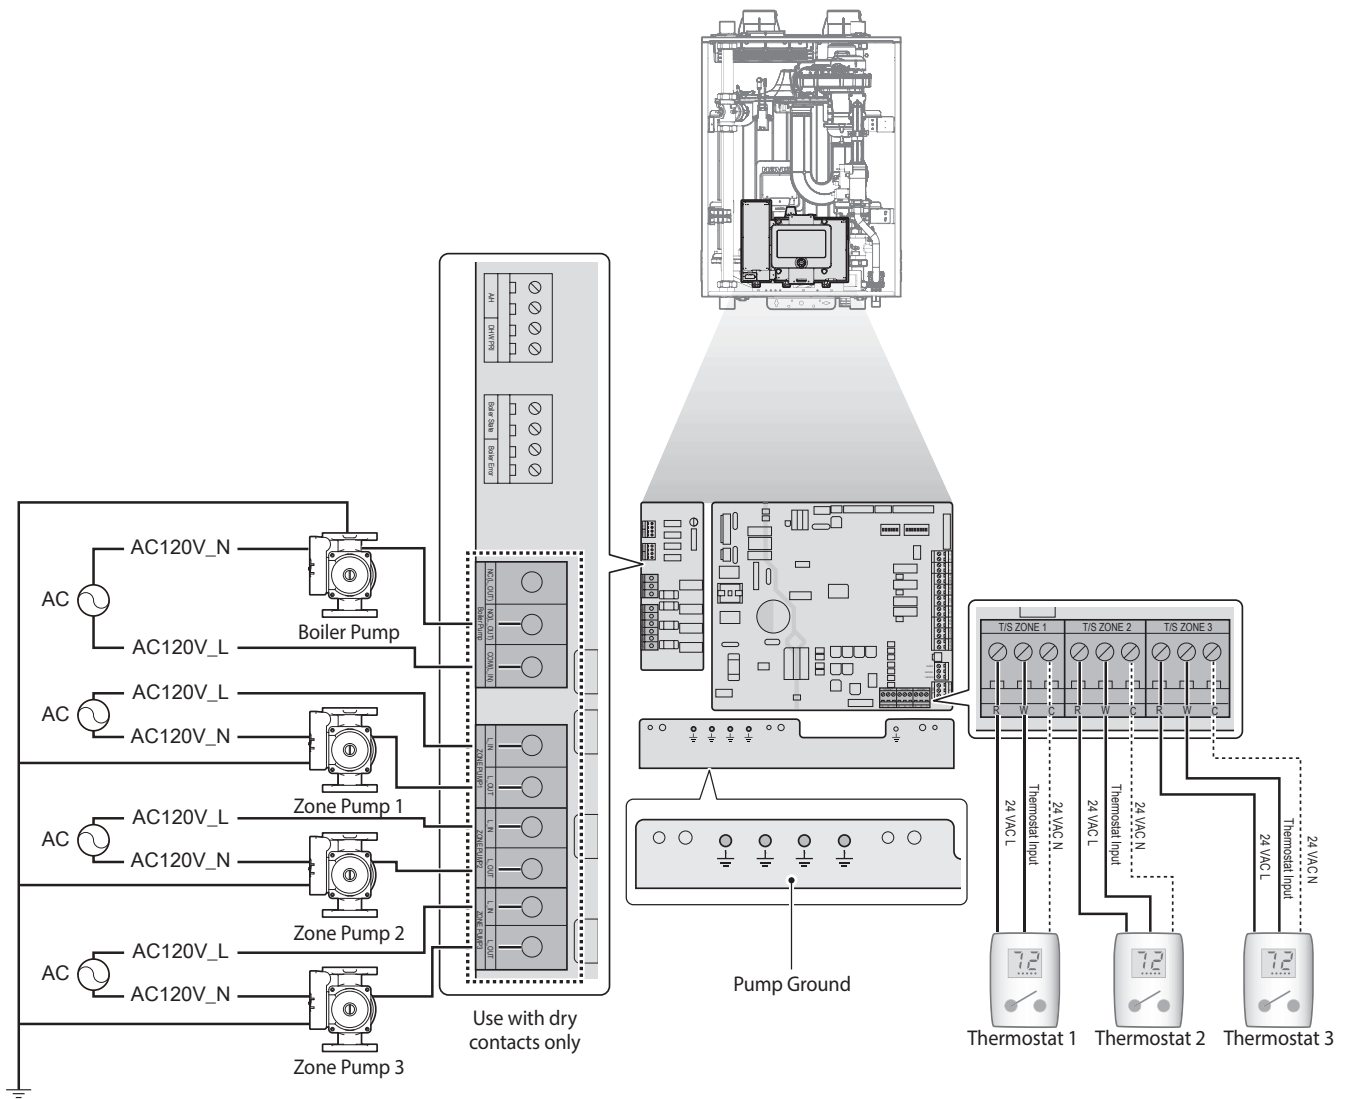 A/H
DHW PRI
Boiler State
Boiler Error
NC(L OUT)
NO(L OUT)
COM(L IN)
Boiler Pump
L IN
L OUT
ZONE PUMP1
L IN
L OUT
ZONE PUMP2
L IN
L OUT
ZONE PUMP3
AC120V_N
AC
AC120V_L
Boiler Pump
AC120V_L
AC
AC120V_N
Zone Pump 1
AC120V_L
AC
AC120V_N
Zone Pump 2
AC120V_L
AC
AC120V_N
Zone Pump 3
Use with dry
contacts only
Pump Ground
T/S ZONE 1 T/S ZONE 2 T/S ZONE 3
R W C R W C R W C
24 VAC L
Thermostat Input
24 VAC N
24 VAC L
Thermostat Input
24 VAC N
24 VAC L
Thermostat Input
24 VAC N
72
72
72
Thermostat 1 Thermostat 2 Thermostat 3